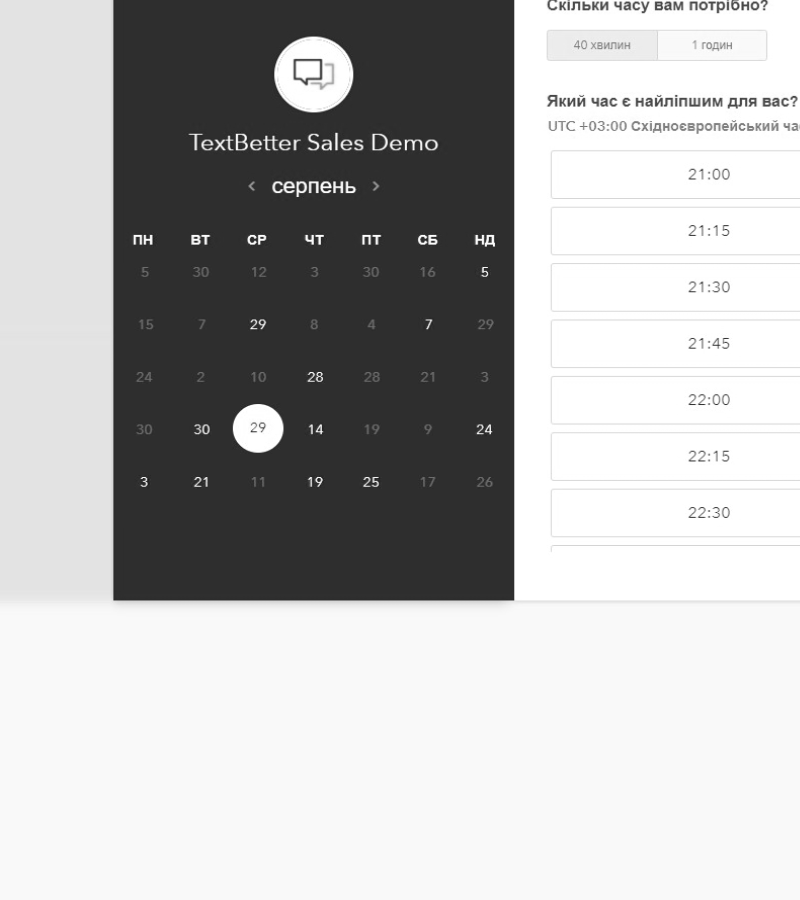 TextBetter Sales Demo
серпень
ПН ВТ СР ЧТ ПТ СБ НД
5 30 12 3 30 16 5
15 7 29 8 4 7 29
24 2 10 28 28 21 3
30 30 29 14 19 9 24
3 21 11 19 25 17 26
Скільки часу вам потрібно?
40 хвилин 1 годин
Який час є найліпшим для вас?
UTC +03:00 Східноєвропейський
21:00
21:15
21:30
21:45
22:00
22:15
22:30